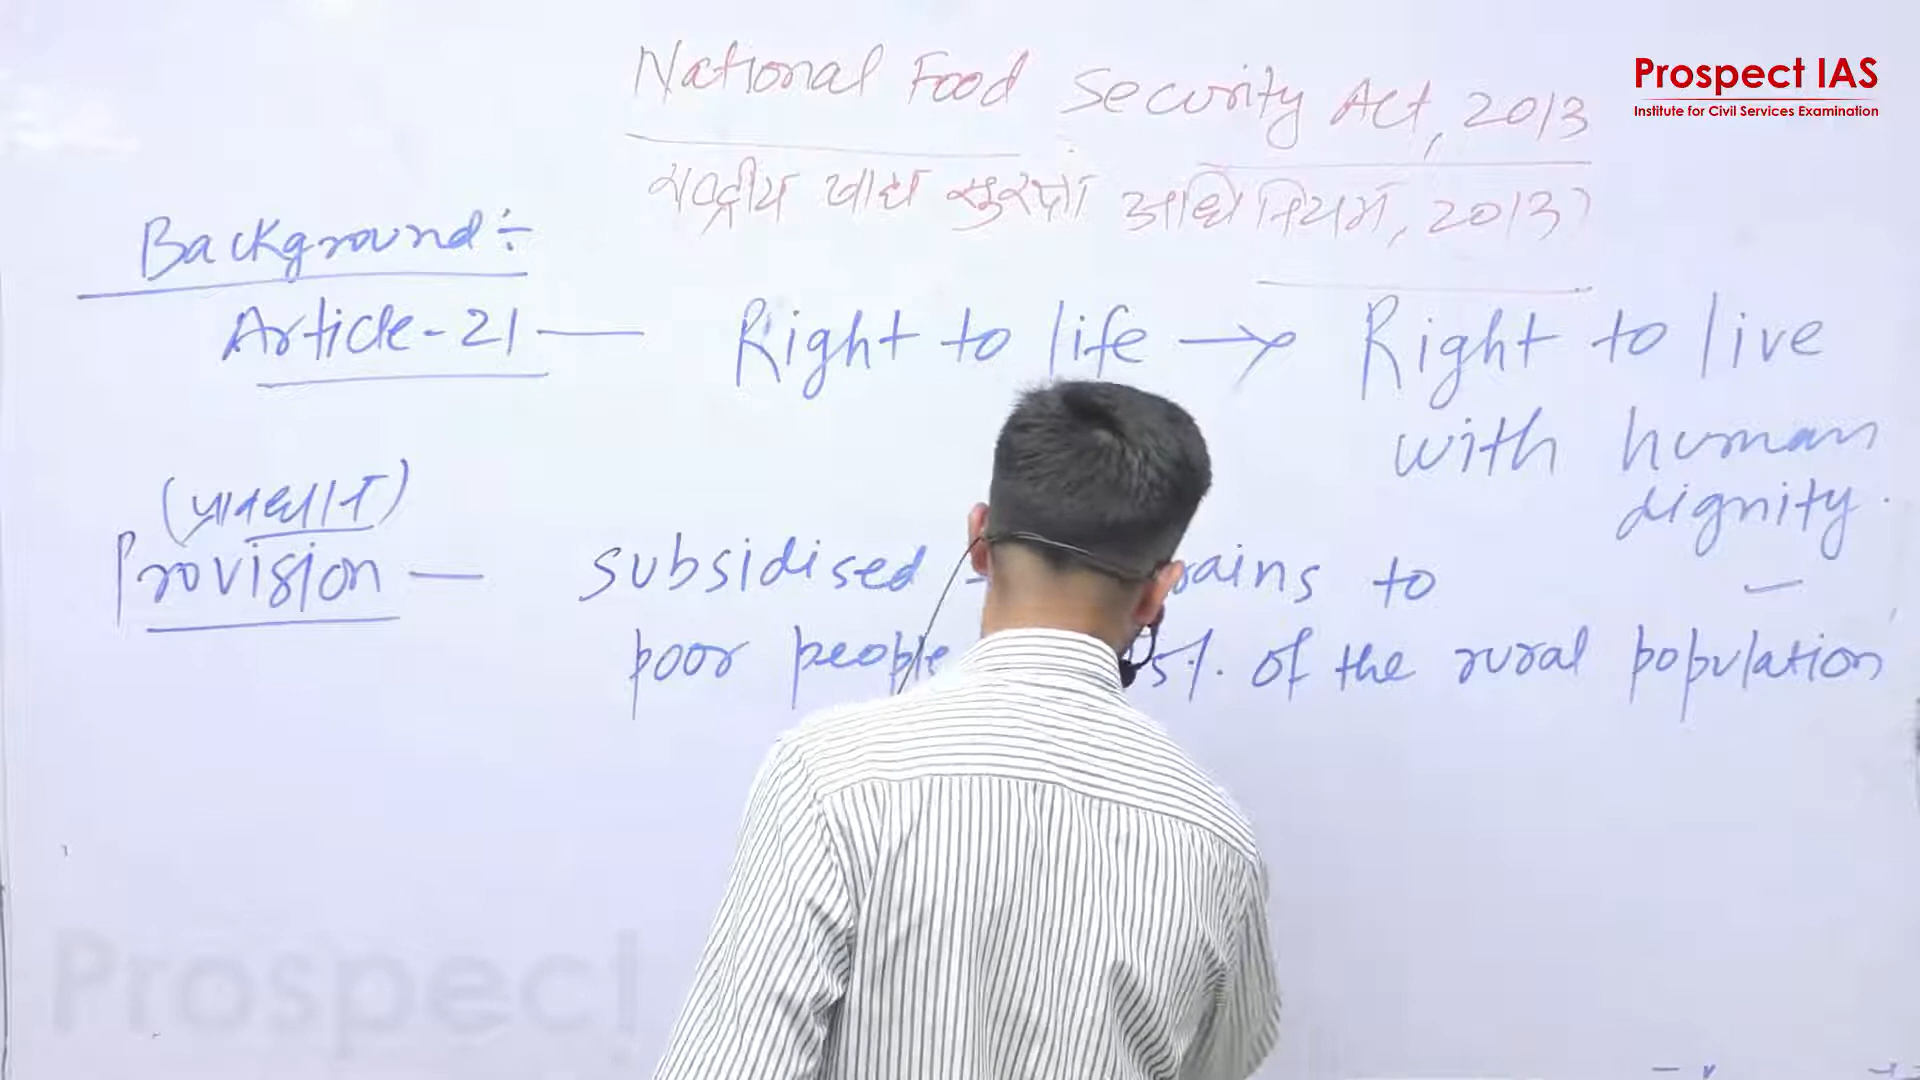 National Food Security Act, 2013
राष्ट्रीय खाद्य सुरक्षा अधिनियम, 2013
Prospect IAS
Institute for Civil Services Examination
Background:
Article-21 — Right to life → Right to live
with human
dignity.
(प्रावधान)
Provision — subsidised to
poor people 5% of the rural population
Prospect